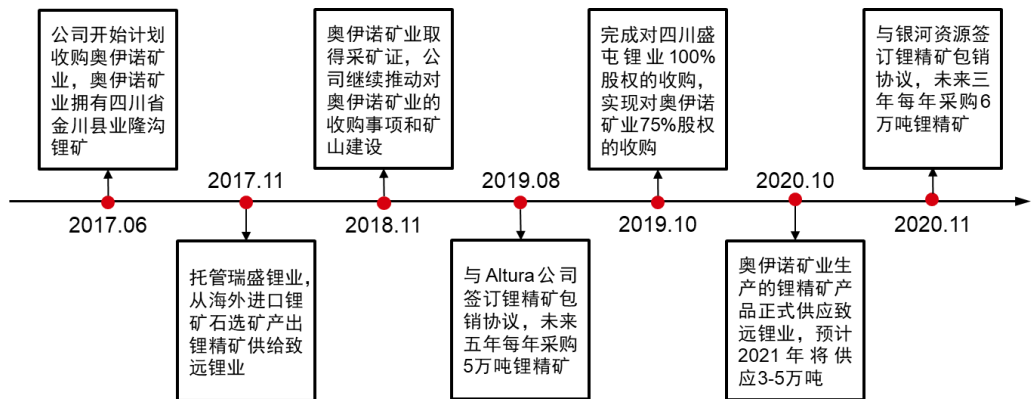 公司开始计划
收购奥伊诺矿
业，奥伊诺矿
业拥有四川省
金川县业隆沟
锂矿
奥伊诺矿业取
得采矿证，公
司继续推动对
奥伊诺矿业的
收购事项和矿
山建设
完成对四川盛
屯锂业100%
股权的收购，
实现对奥伊诺
矿业75%股权
的收购
与银河资源签
订锂精矿包销
协议，未来三
年每年采购6
万吨锂精矿
2017.06
2017.11
2018.11
2019.08
2019.10
2020.10
2020.11
托管瑞盛锂业，
从海外进口锂
矿石选矿产出
锂精矿供给致
远锂业
与Altura公司
签订锂精矿包
销协议，未来
五年每年采购
5万吨锂精矿
奥伊诺矿业生
产的锂精矿产
品正式供应致
远锂业，预计
2021年将供
应3-5万吨